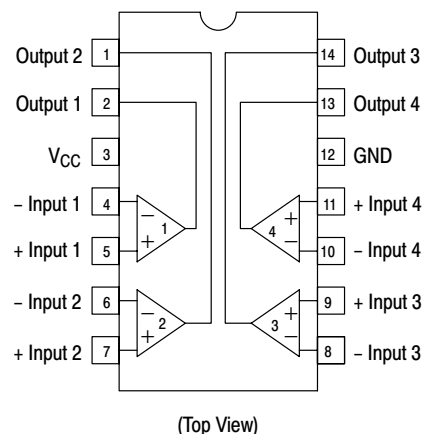 Output 2 1 14 Output 3
Output 1 2 13 Output 4
VCC 3 12 GND
– Input 1 4 – 1 + 11 + Input 4
+ Input 1 5 + 4 – 10 – Input 4
– Input 2 6 – 2 + 9 + Input 3
+ Input 2 7 + 3 – 8 – Input 3
(Top View)